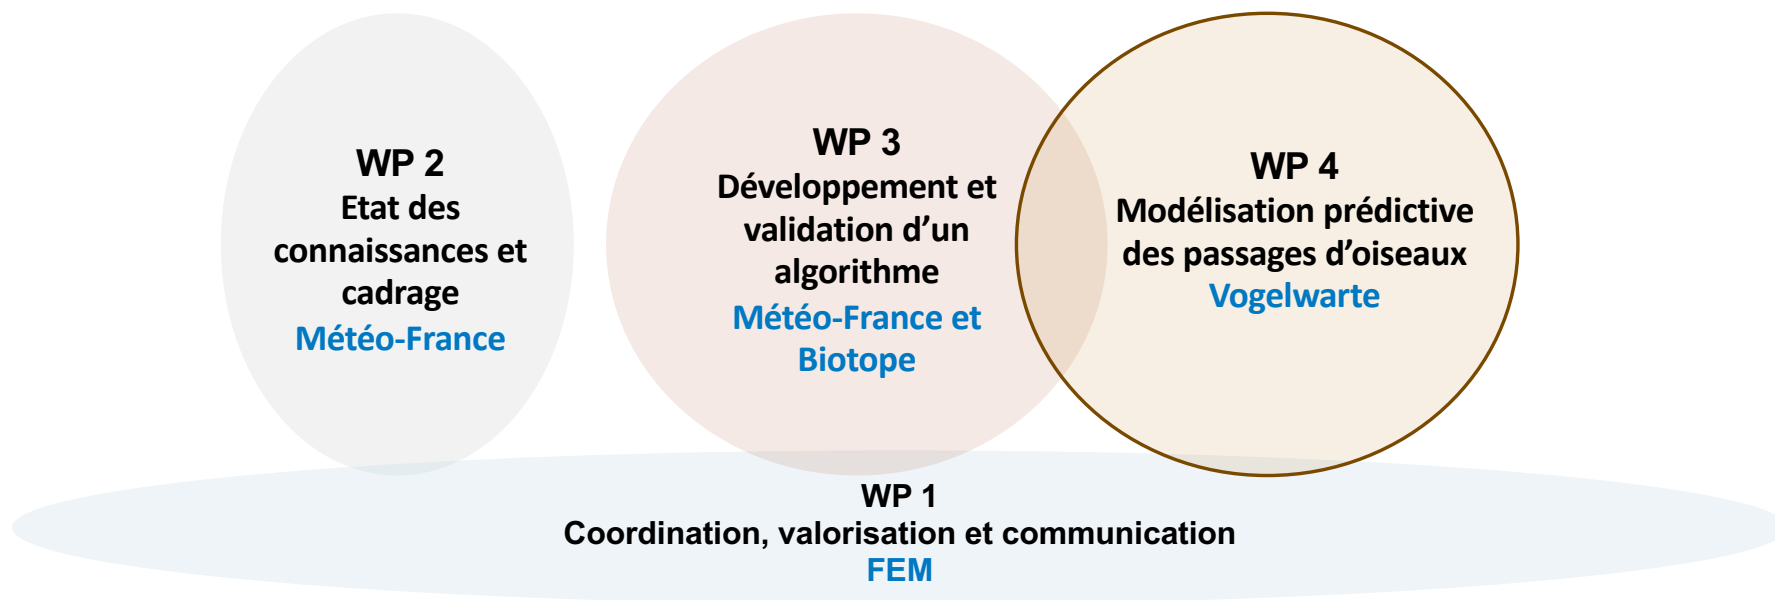 WP 2
Etat des
connaissances et
cadrage
Météo-France
WP 3
Développement et
validation d’un
algorithme
Météo-France et
Biotope
WP 4
Modélisation prédictive
des passages d’oiseaux
Vogelwarte
WP 1
Coordination, valorisation et communication
FEM